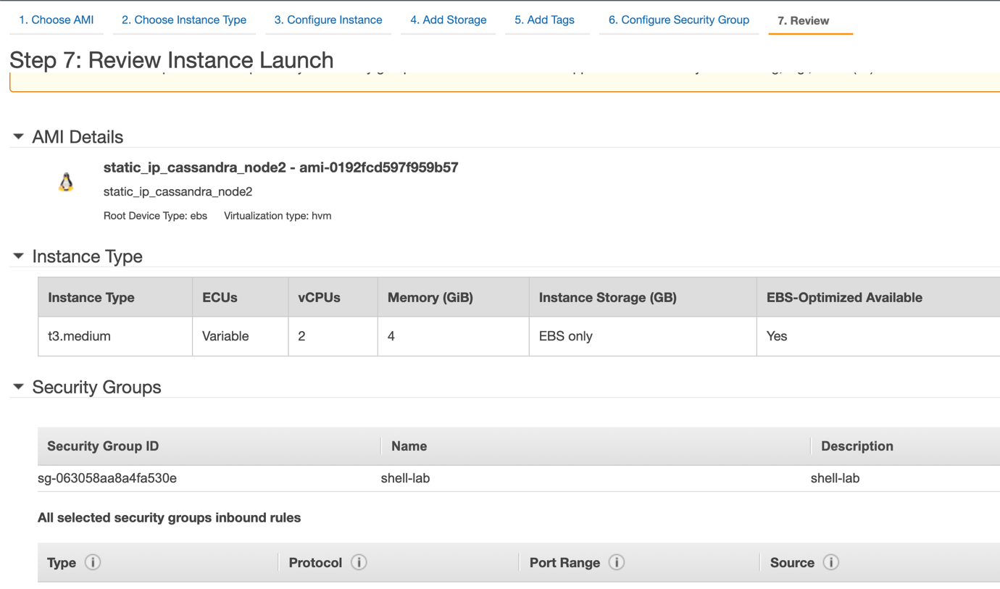 1. Choose AMI 2. Choose Instance Type 3. Configure Instance 4. Add Storage 5. Add Tags 6. Configure Security Group 7. Review
Step 7: Review Instance Launch
AMI Details
static_ip_cassandra_node2 - ami-0192fcd597f959b57
static_ip_cassandra_node2
Root Device Type: ebs Virtualization type: hvm
Instance Type
Instance Type ECUs vCPUs Memory (GiB) Instance Storage (GB) EBS-Optimized Available
t3.medium Variable 2 4 EBS only Yes
Security Groups
Security Group ID Name Description
sg-063058aa8a4fa530e shell-lab shell-lab
All selected security groups inbound rules
Type Protocol Port Range Source